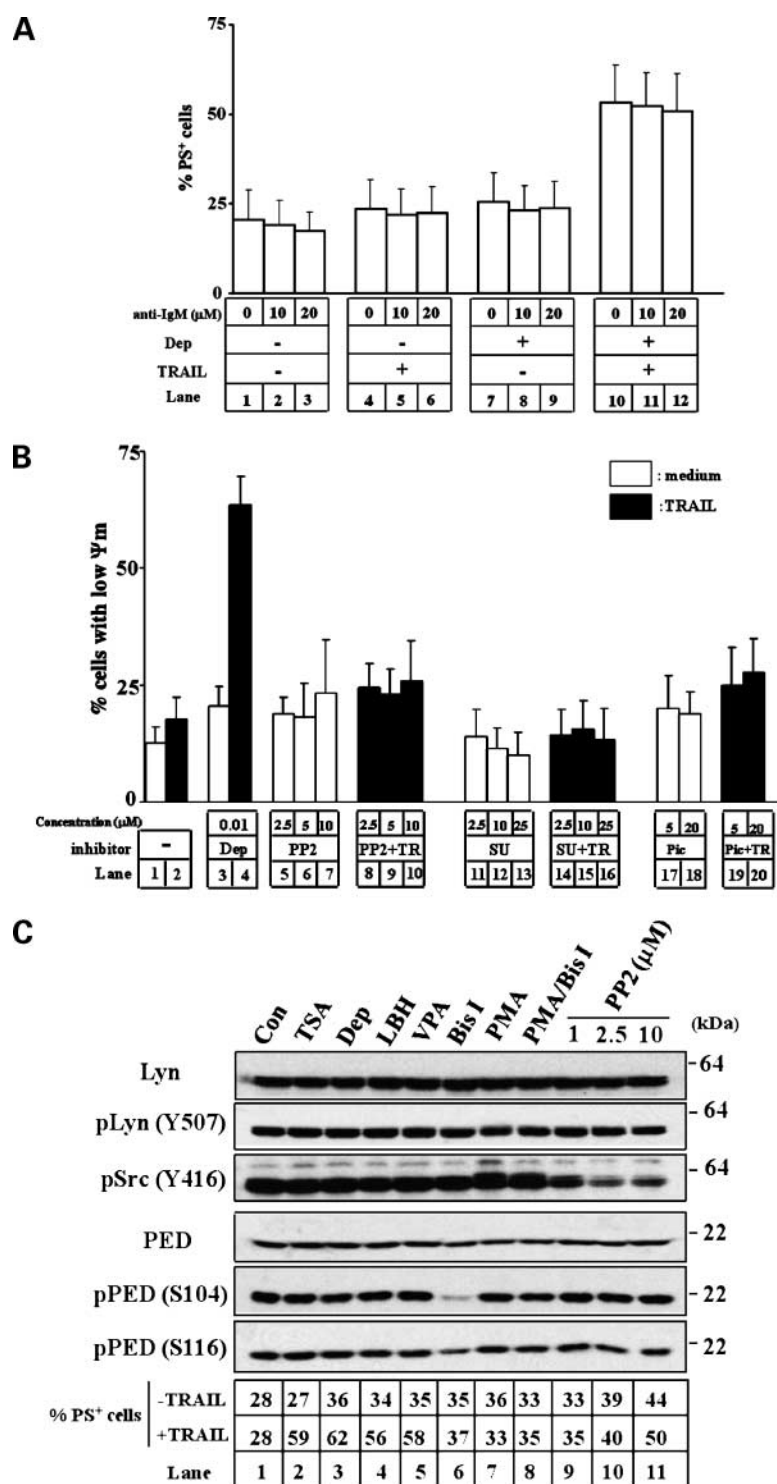 A
75
50
25
0
% PS+ cells
anti-IgM (µM) 0 10 20 0 10 20 0 10 20 0 10 20
Dep - - + +
TRAIL - + - +
Lane 1 2 3 4 5 6 7 8 9 10 11 12
B
75
50
25
0
% cells with low Ψm
: medium
:TRAIL
Concentration (µM) 0.01 2.5 5 10 2.5 5 10 2.5 10 25 2.5 10 25 5 20 5 20
inhibitor - Dep PP2 PP2+TR SU SU+TR Pic Pic+TR
Lane 1 2 3 4 5 6 7 8 9 10 11 12 13 14 15 16 17 18 19 20
C
Con TSA Dep LBH VPA Bis I PMA PMA/Bis I PP2 (µM)
1 2.5 10 (kDa)
Lyn -64
pLyn (Y507) -64
pSrc (Y416) -64
PED -22
pPED (S104) -22
pPED (S116) -22
% PS+ cells
-TRAIL 28 27 36 34 35 35 36 33 33 39 44
+TRAIL 28 59 62 56 58 37 33 35 35 40 50
Lane 1 2 3 4 5 6 7 8 9 10 11